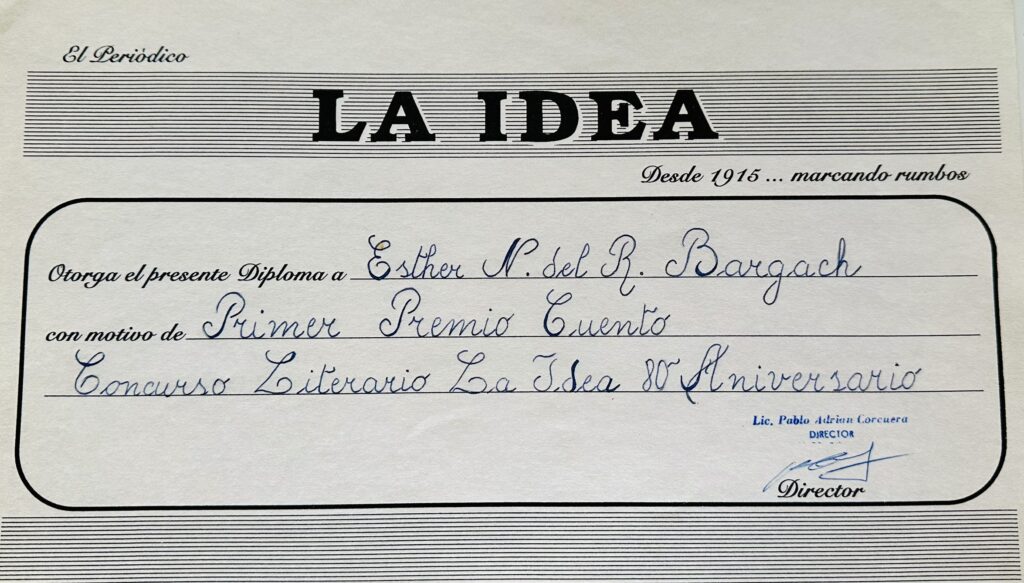 El Periódico
LA IDEA
Desde 1915 ... marcando rumbos
Otorga el presente Diploma a Esther N. del R. Bargach
con motivo de Primer Premio Cuento
Concurso Literario La Idea 80º Aniversario
Lic. Pablo Adrian Corcuera
DIRECTOR
Director